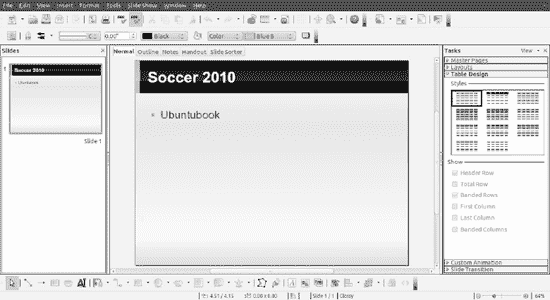 File Edit View Insert Format Tools Slide Show Window Help
0.00" Black Color Blue 8
Slides
Normal Outline Notes Handout Slide Sorter
Tasks View
Master Pages
Layouts
Table Design
Styles
1
Soccer 2010
Ubuntubook
Slide 1
Soccer 2010
Ubuntubook
Show
Header Row
Total Row
Banded Rows
First Column
Last Column
Banded Columns
Custom Animation
Slide Transition
4.51 / 4.15 0.00 x 0.00 Slide 1 / 1 Glossy 64%